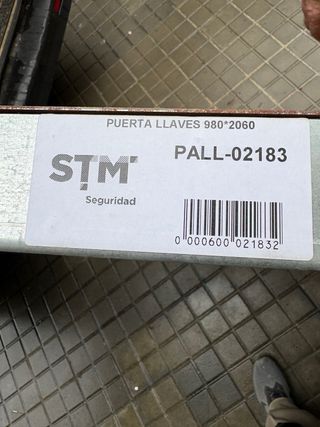 PUERTA LLAVES 980*2060
STM
Seguridad
PALL-02183
0 000600 021832